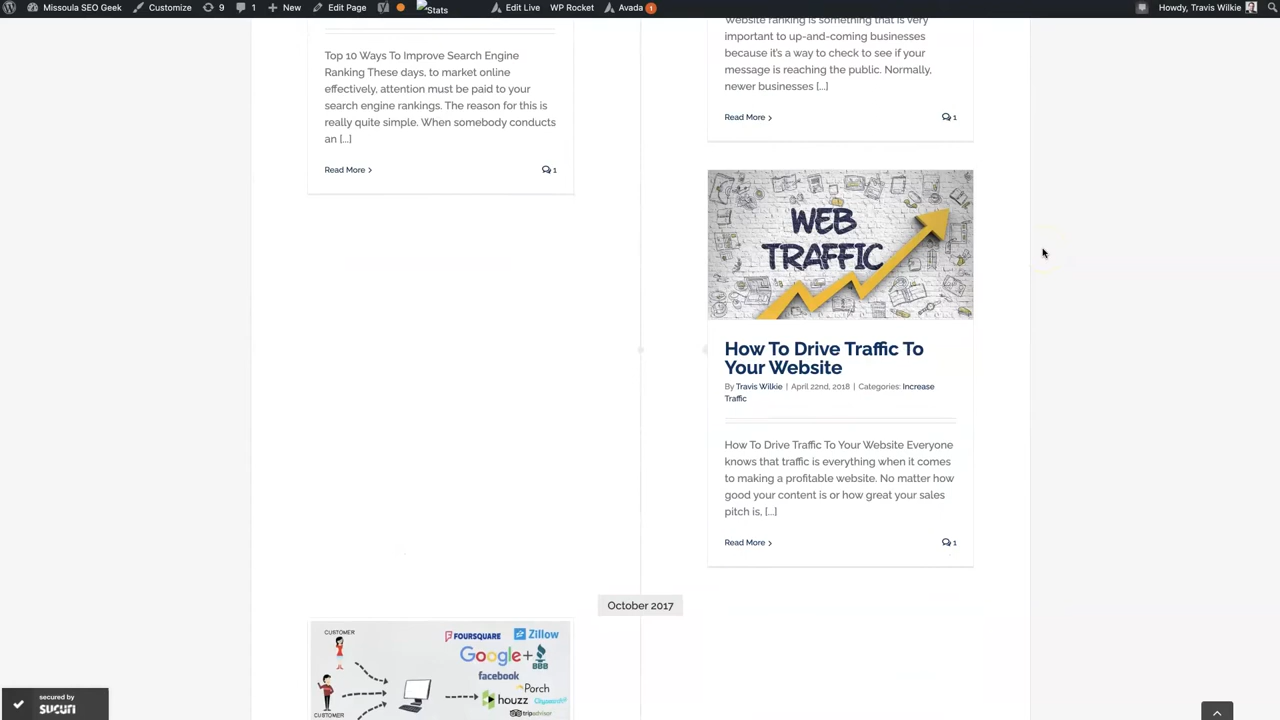 Missoula SEO Geek Customize 9 1 New Edit Page Stats Edit Live WP Rocket Avada 1 Howdy, Travis Wilkie
Top 10 Ways To Improve Search Engine
Ranking These days, to market online
effectively, attention must be paid to your
search engine rankings. The reason for this is
really quite simple. When somebody conducts
an [...]
Read More >
1
Website ranking is something that is very
important to up-and-coming businesses
because it's a way to check to see if your
message is reaching the public. Normally,
newer businesses [...]
Read More >
1
WEB
TRAFFIC
How To Drive Traffic To
Your Website
By Travis Wilkie | April 22nd, 2018 | Categories: Increase
Traffic
How To Drive Traffic To Your Website Everyone
knows that traffic is everything when it comes
to making a profitable website. No matter how
good your content is or how great your sales
pitch is, [...]
Read More >
1
October 2017
CUSTOMER
FOURSQUARE
Zillow
Google+
BBB
facebook
Porch
houzz
tripadvisor
CUSTOMER
secured by
sucuri